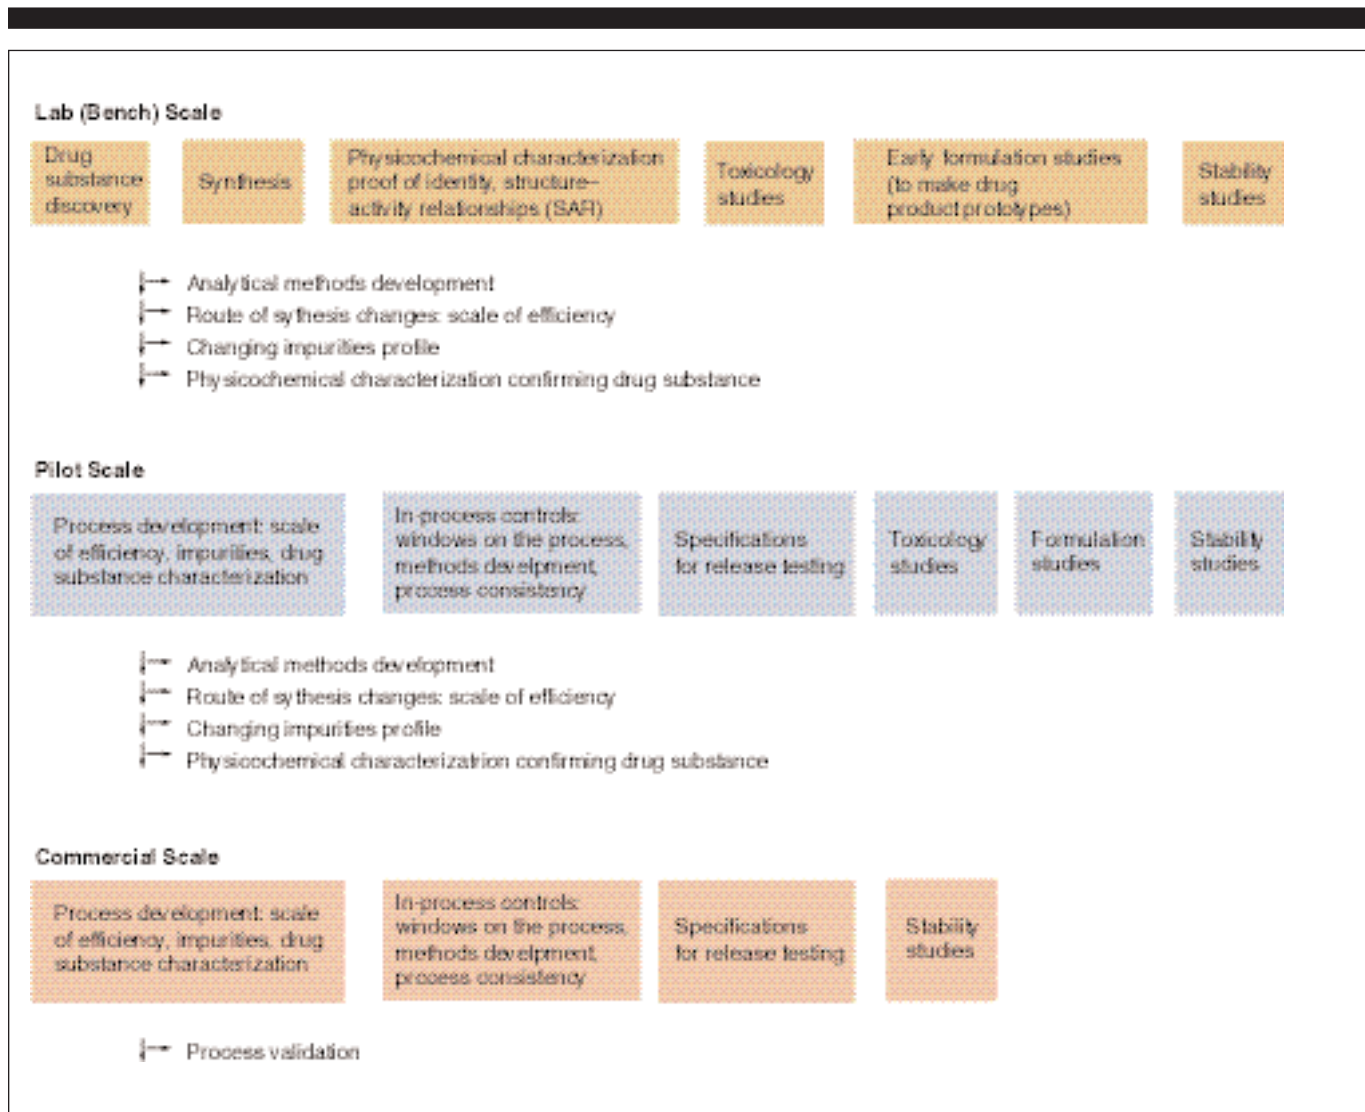 Lab (Bench) Scale
Drug
substance
discovery
Synthesis
Physicochemical characterization
proof of identity, structure–
activity relationships (SAR)
Toxicology
studies
Early formulation studies
(to make drug
product prototypes)
Stability
studies
Analytical methods development
Route of sythesis changes: scale of efficiency
Changing impurities profile
Physicochemical characterization confirming drug substance
Pilot Scale
Process development: scale
of efficiency, impurities, drug
substance characterization
In-process controls:
windows on the process,
methods develpment,
process consistency
Specifications
for release testing
Toxicology
studies
Formulation
studies
Stability
studies
Analytical methods development
Route of sythesis changes: scale of efficiency
Changing impurities profile
Physicochemical characterizatrion confirming drug substance
Commercial Scale
Process development: scale
of efficiency, impurities, drug
substance characterization
In-process controls:
windows on the process,
methods develpment,
process consistency
Specifications
for release testing
Stability
studies
Process validation